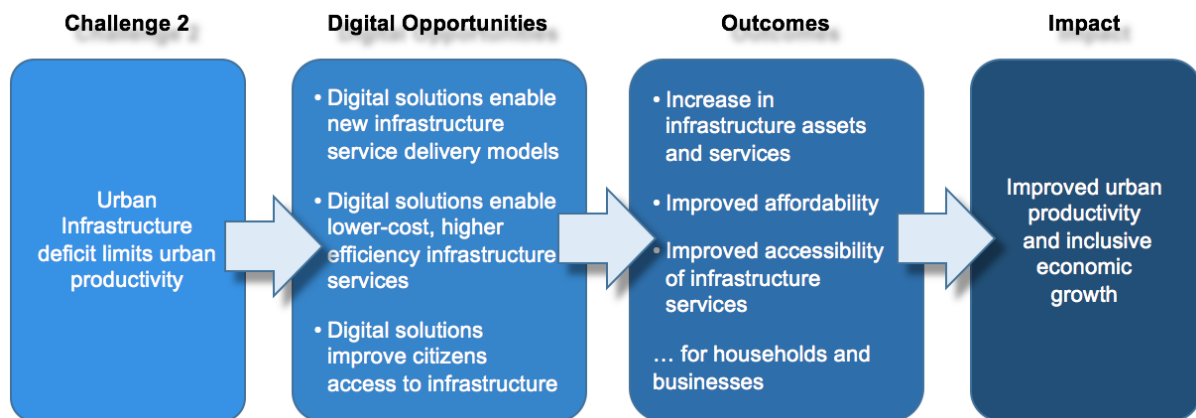 Challenge 2
Digital Opportunities
Outcomes
Impact
Urban
Infrastructure
deficit limits urban
productivity
• Digital solutions enable
new infrastructure
service delivery models
• Digital solutions enable
lower-cost, higher
efficiency infrastructure
services
• Digital solutions
improve citizens
access to infrastructure
• Increase in
infrastructure assets
and services
• Improved affordability
• Improved accessibility
of infrastructure
services
… for households and
businesses
Improved urban
productivity
and inclusive
economic
growth